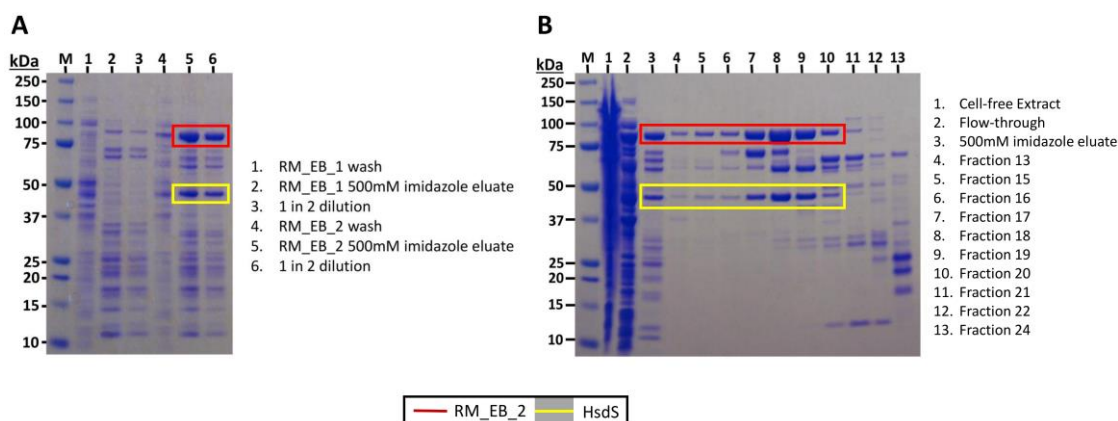 A
kDa
M 1 2 3 4 5 6
250
150
100
75
50
37
25
20
15
10
1. RM_EB_1 wash
2. RM_EB_1 500mM imidazole eluate
3. 1 in 2 dilution
4. RM_EB_2 wash
5. RM_EB_2 500mM imidazole eluate
6. 1 in 2 dilution
B
kDa
M 1 2 3 4 5 6 7 8 9 10 11 12 13
250
150
100
75
50
37
25
20
15
10
1. Cell-free Extract
2. Flow-through
3. 500mM imidazole eluate
4. Fraction 13
5. Fraction 15
6. Fraction 16
7. Fraction 17
8. Fraction 18
9. Fraction 19
10. Fraction 20
11. Fraction 21
12. Fraction 22
13. Fraction 24
RM_EB_2 HsdS